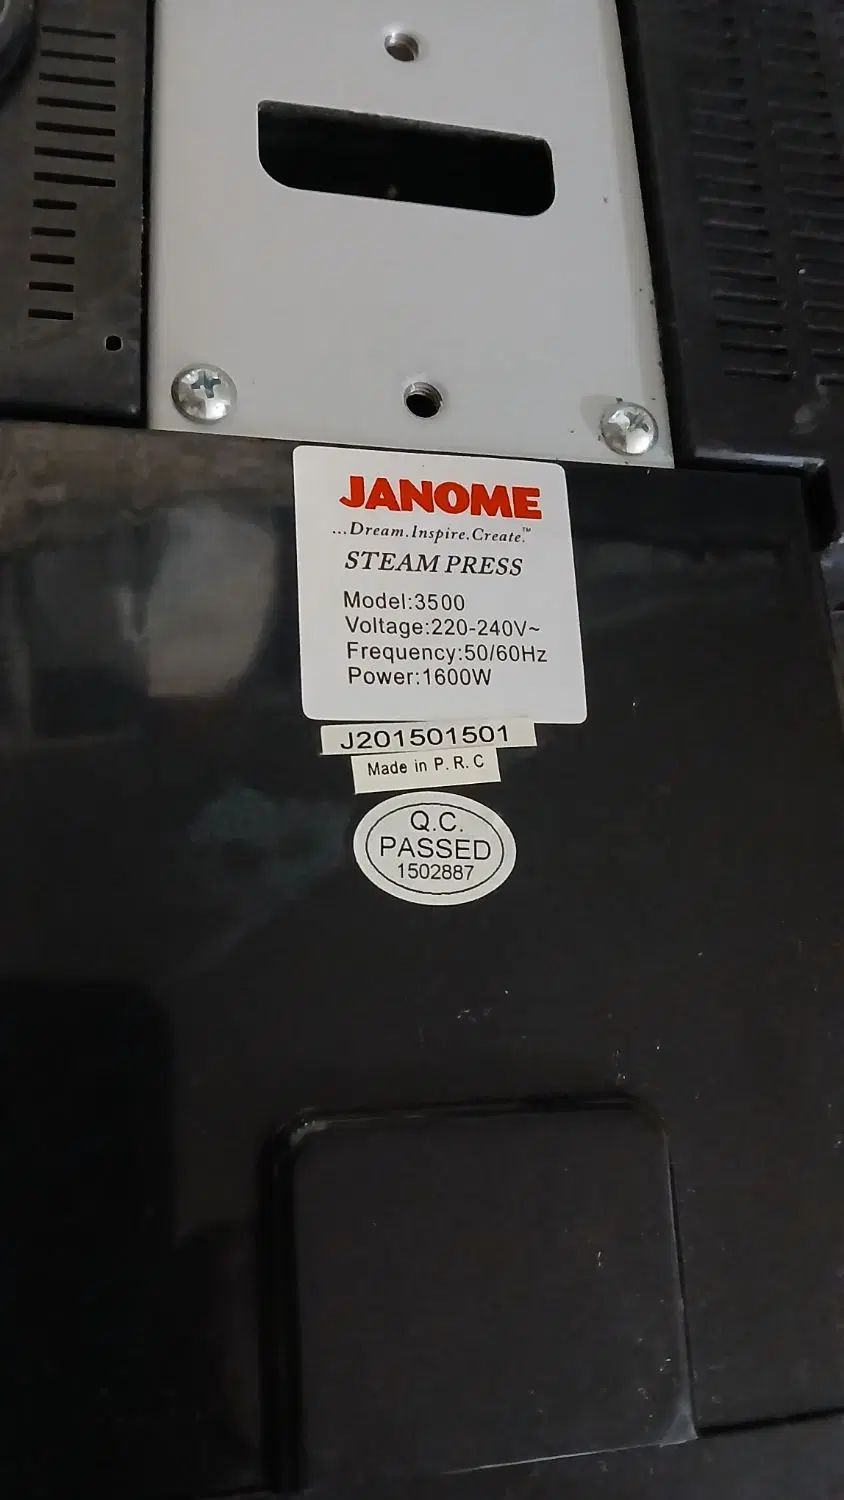 JANOME
...Dream.Inspire.Create.™
STEAM PRESS
Model:3500
Voltage:220-240V~
Frequency:50/60Hz
Power:1600W
J201501501
Made in P.R.C
Q.C.
PASSED
1502887